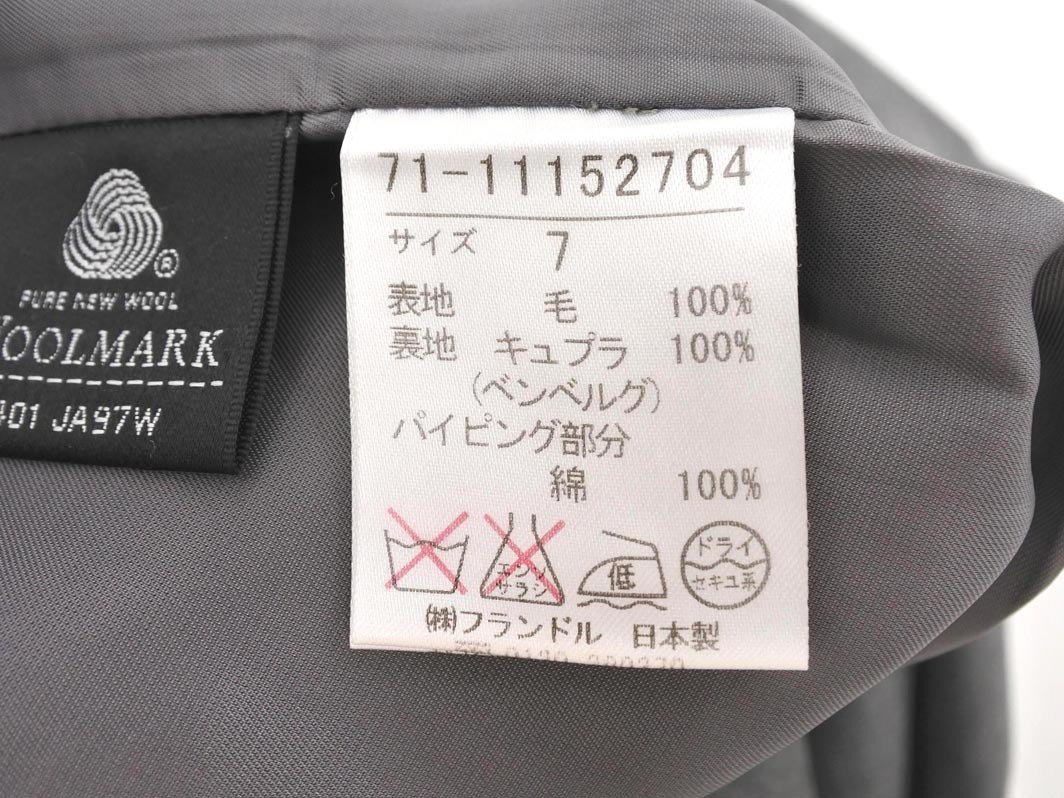 ®
PURE NEW WOOL
WOOLMARK
401 JA97W
71-11152704
サイズ 7
表地 毛 100%
裏地 キュプラ 100%
(ベンベルグ)
パイピング部分
綿 100%
エンソ
サラシ
低
ドライ
セキユ系
(株)フランドル 日本製